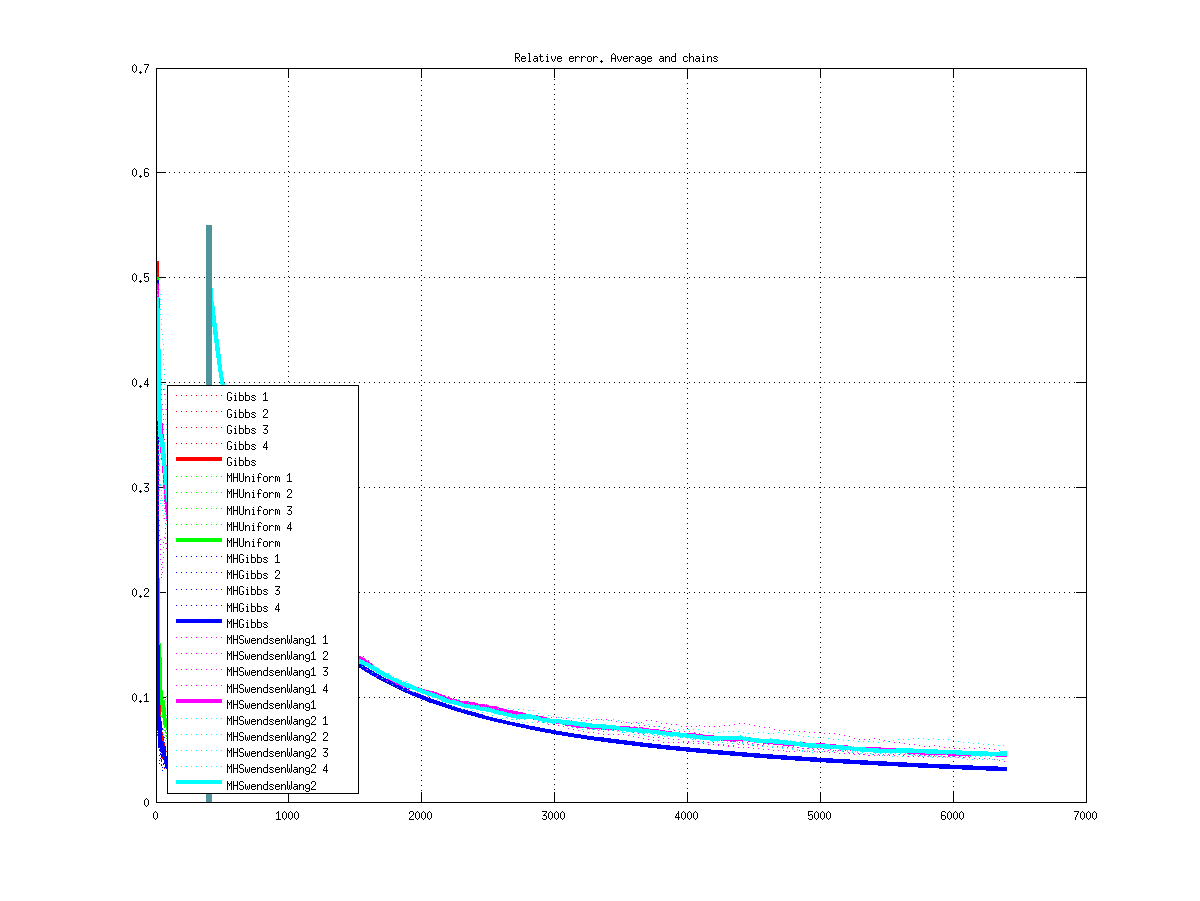 Relative error. Average and chains
0.7
0.6
0.5
0.4
0.3
0.2
0.1
0
Gibbs 1
Gibbs 2
Gibbs 3
Gibbs 4
Gibbs
MHUniform 1
MHUniform 2
MHUniform 3
MHUniform 4
MHUniform
MHGibbs 1
MHGibbs 2
MHGibbs 3
MHGibbs 4
MHGibbs
MHSwendsenWang1 1
MHSwendsenWang1 2
MHSwendsenWang1 3
MHSwendsenWang1 4
MHSwendsenWang1
MHSwendsenWang2 1
MHSwendsenWang2 2
MHSwendsenWang2 3
MHSwendsenWang2 4
MHSwendsenWang2
0 1000 2000 3000 4000 5000 6000 7000